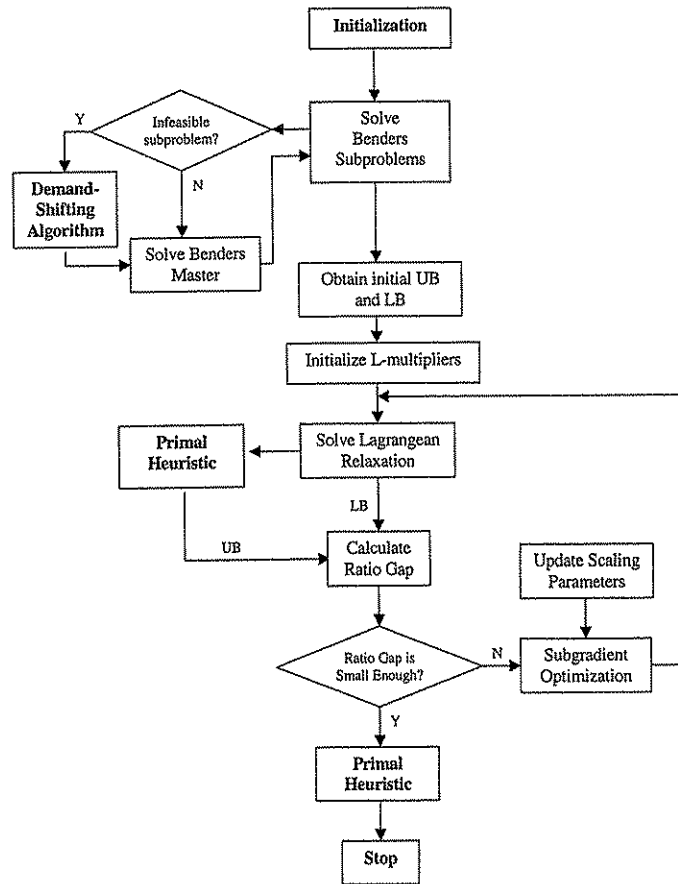 Initialization
Solve
Benders
Subproblems
Infeasible
subproblem?
Y
N
Demand-
Shifting
Algorithm
Solve Benders
Master
Obtain initial UB
and LB
Initialize L-multipliers
Solve Lagrangean
Relaxation
Primal
Heuristic
LB
UB
Calculate
Ratio Gap
Update Scaling
Parameters
Ratio Gap is
Small Enough?
N
Subgradient
Optimization
Y
Primal
Heuristic
Stop